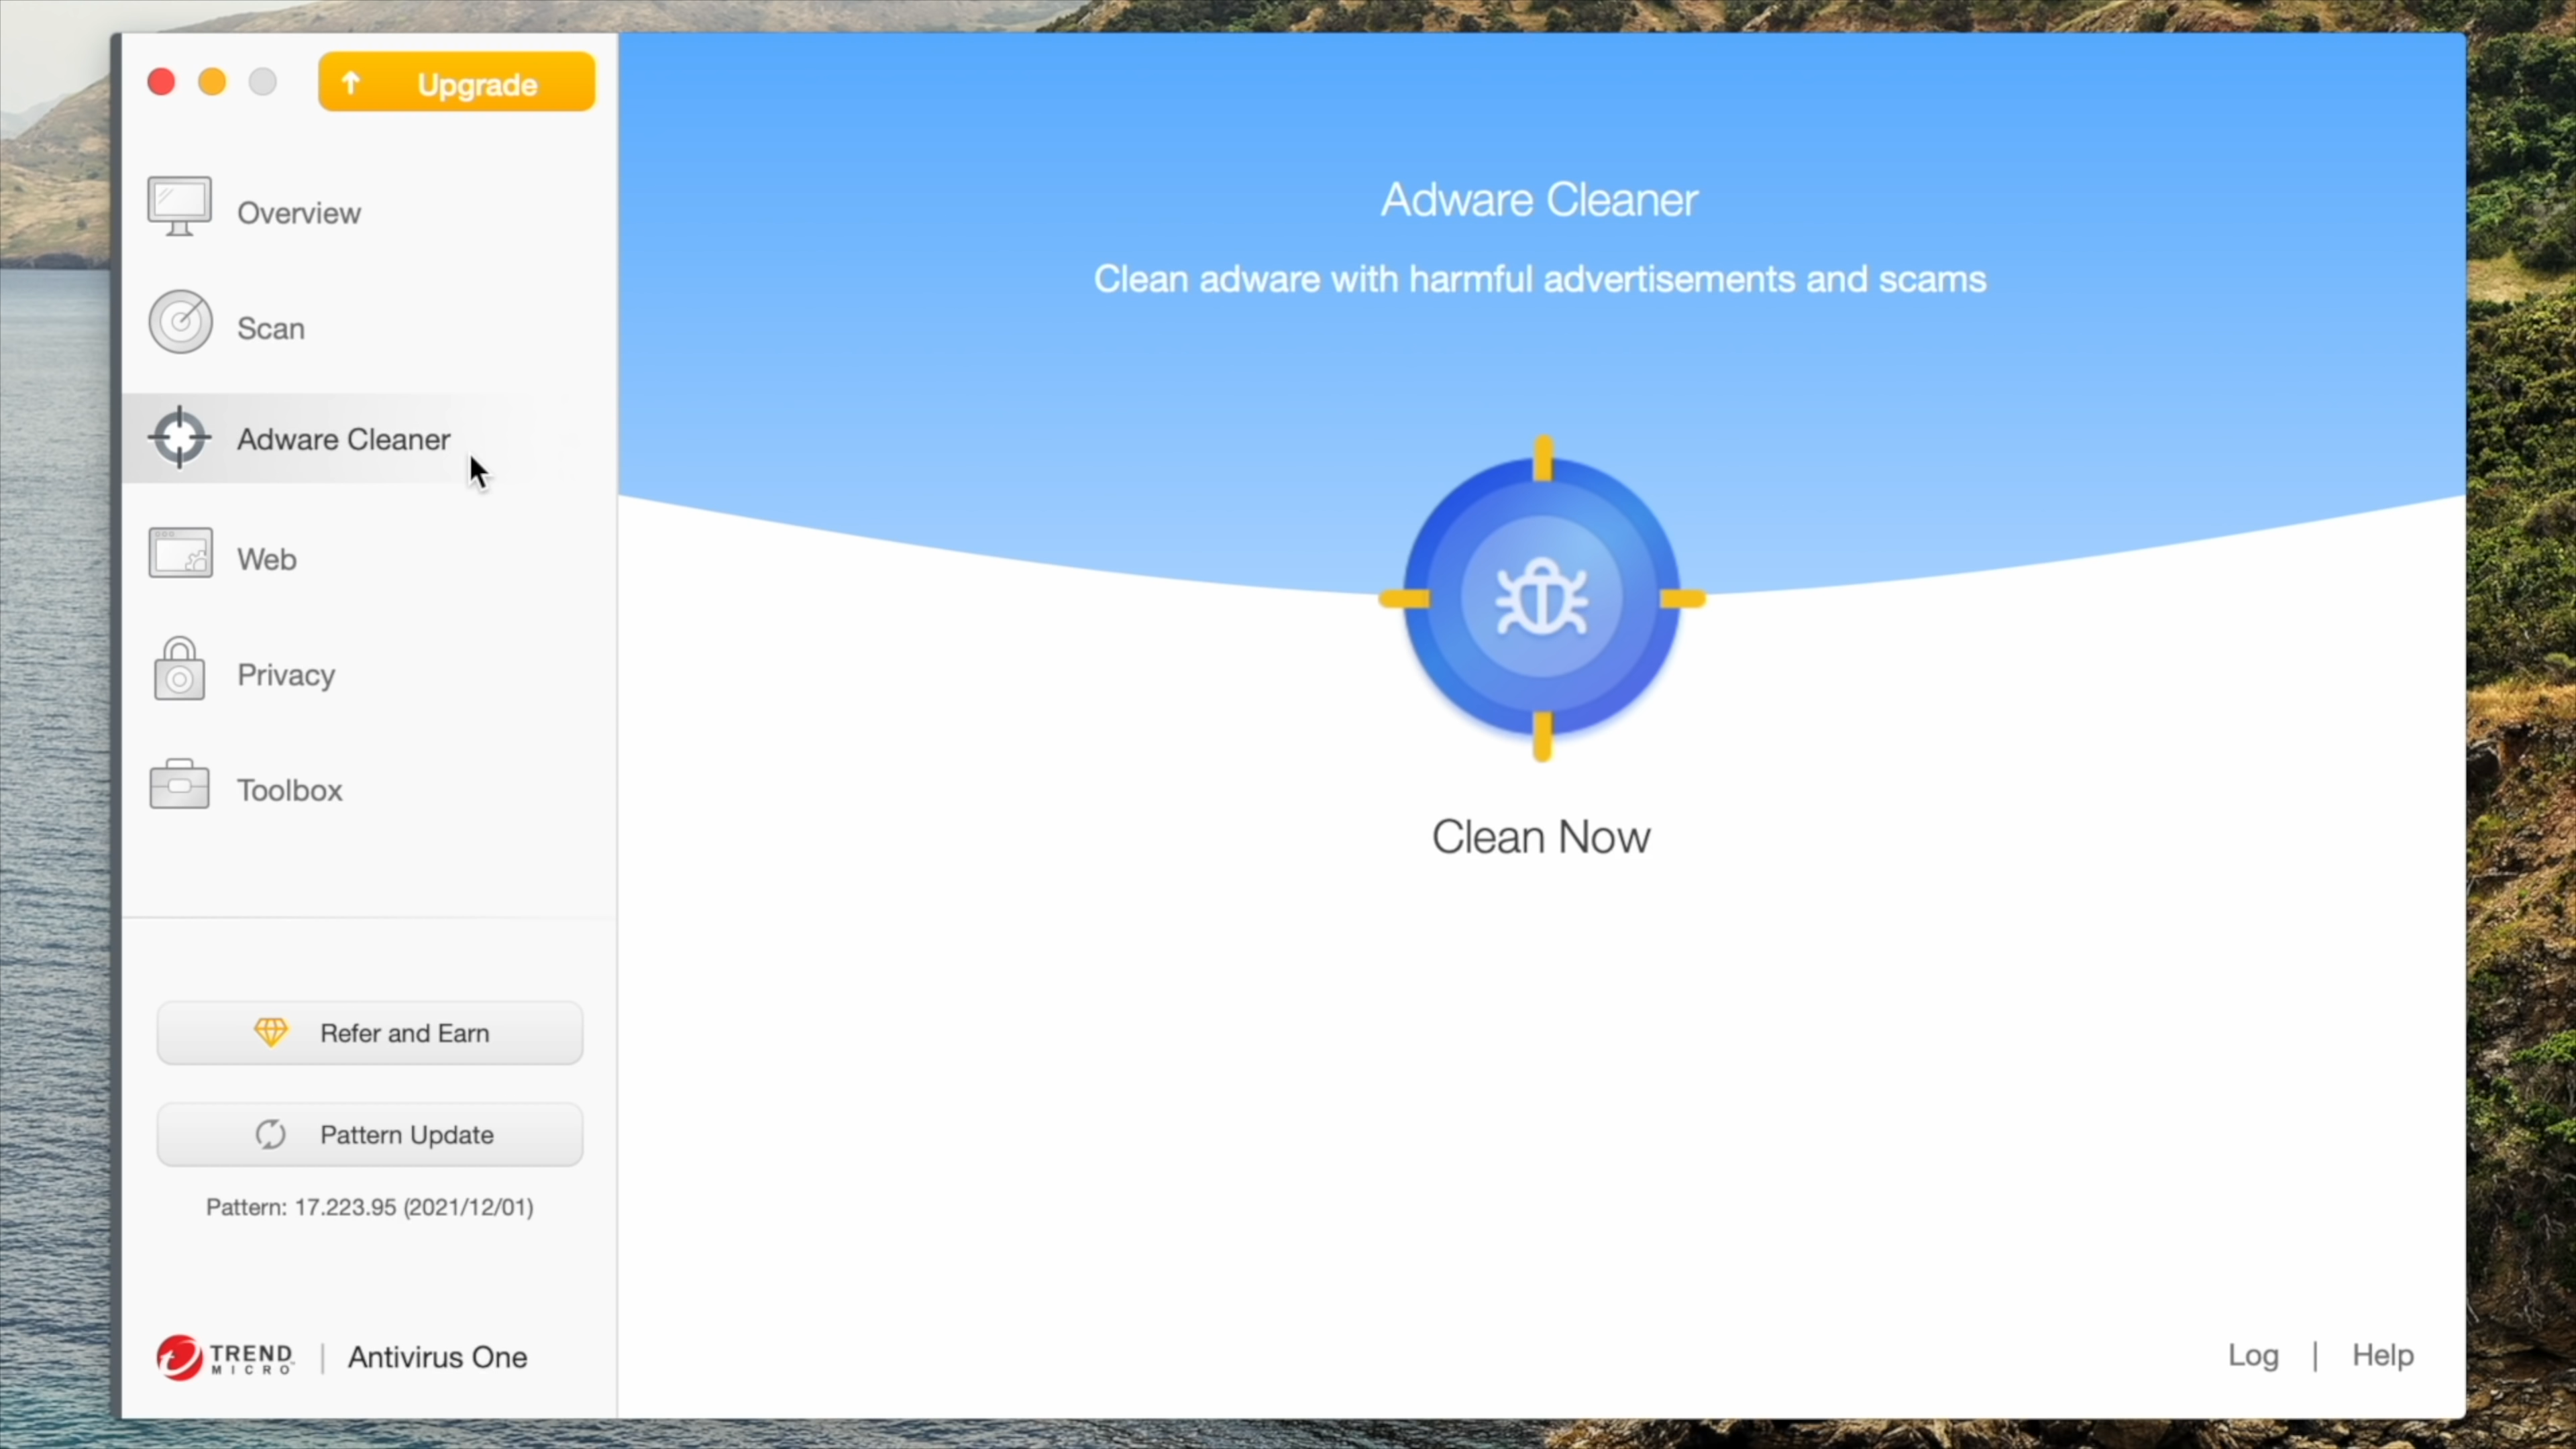 Upgrade
Overview
Scan
Adware Cleaner
Web
Privacy
Toolbox
Refer and Earn
Pattern Update
Pattern: 17.223.95 (2021/12/01)
TREND
MICRO
Antivirus One
Adware Cleaner
Clean adware with harmful advertisements and scams
Clean Now
Log | Help